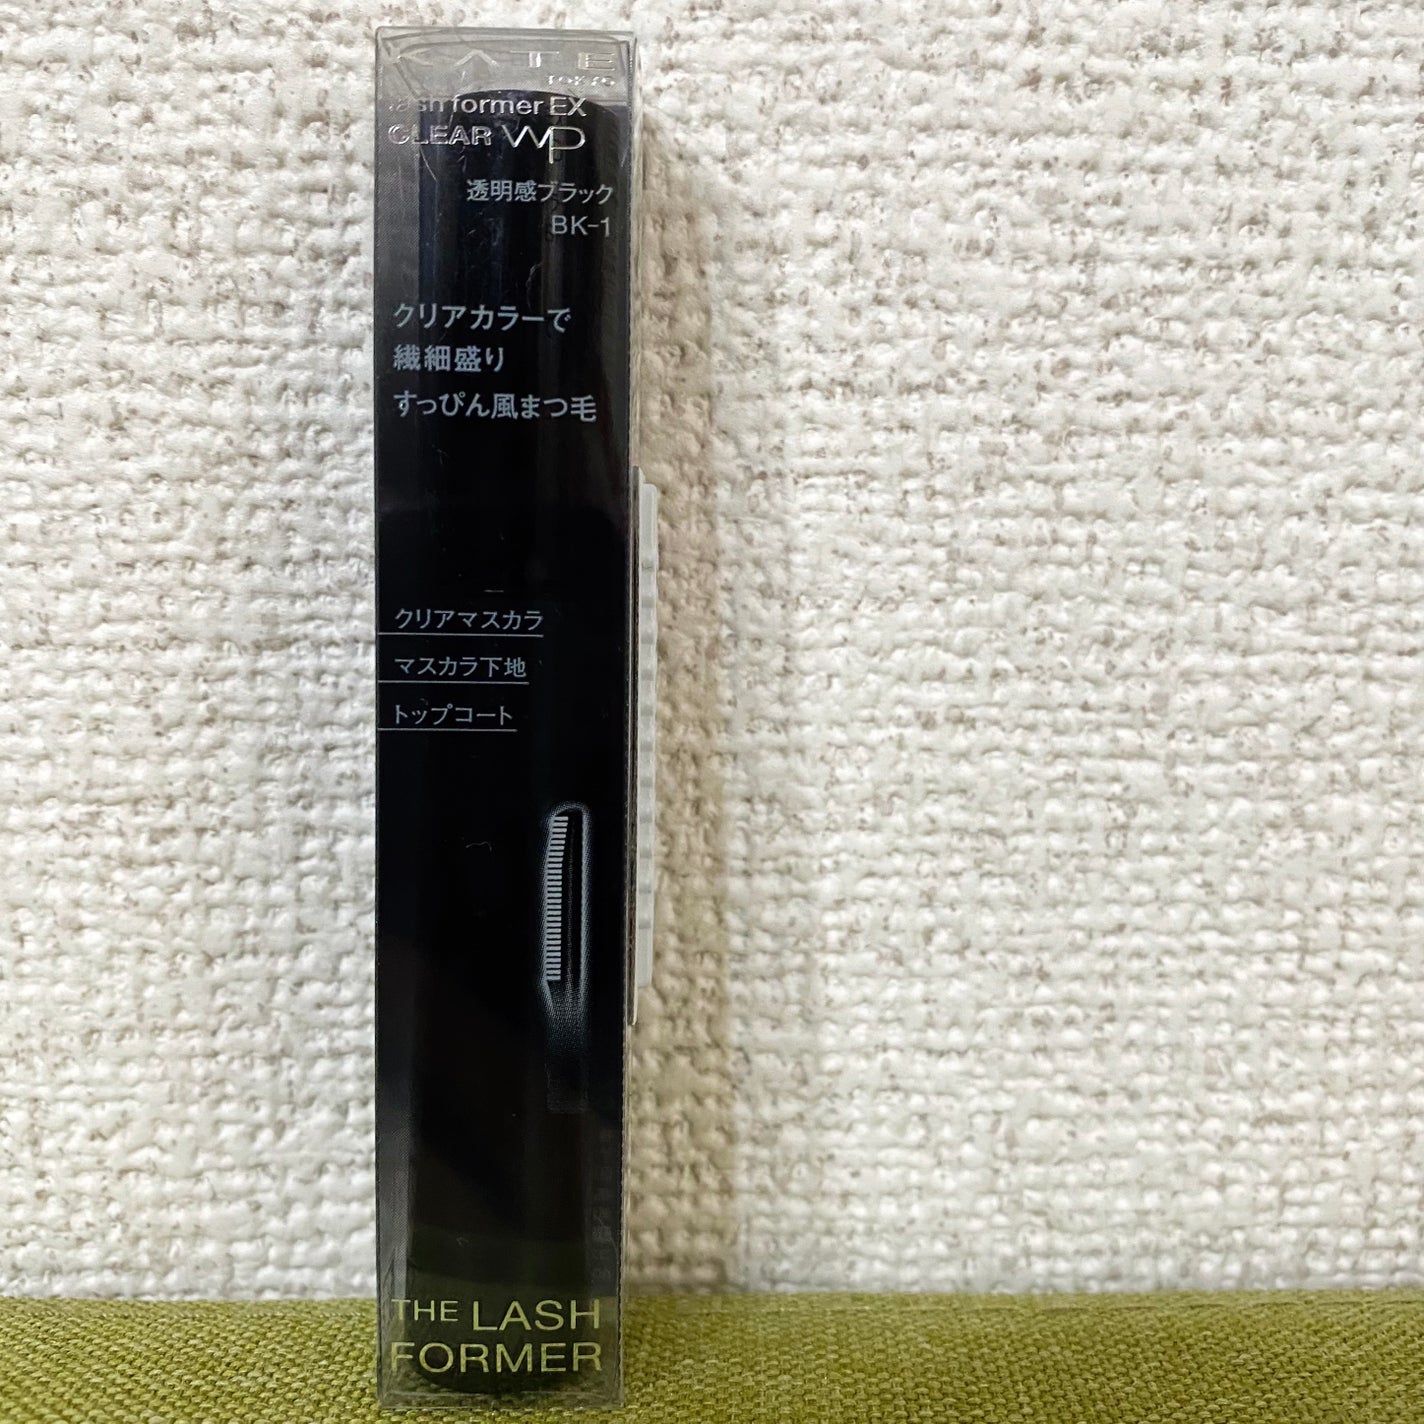 KATE
TOKYO
lash former EX
CLEAR WP
透明感ブラック
BK-1
クリアカラーで
繊細盛り
すっぴん風まつ毛
クリアマスカラ
マスカラ下地
トップコート
THE LASH
FORMER